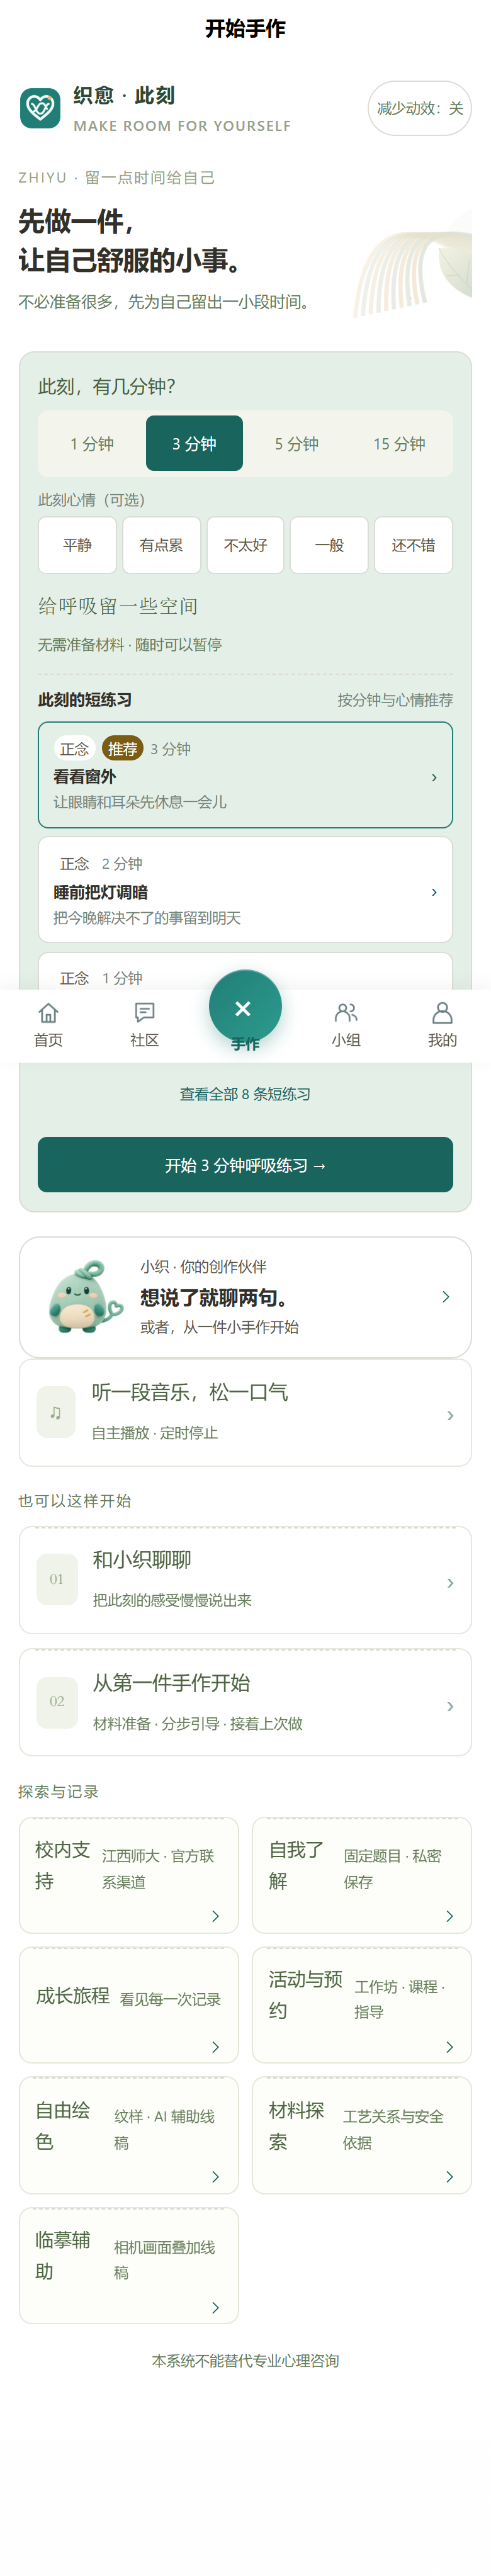 开始手作
织愈 · 此刻
MAKE ROOM FOR YOURSELF
减少动效：关
ZHIYU · 留一点时间给自己
先做一件，
让自己舒服的小事。
不必准备很多，先为自己留出一小段时间。
此刻，有几分钟？
1 分钟
3 分钟
5 分钟
15 分钟
此刻心情（可选）
平静
有点累
不太好
一般
还不错
给呼吸留一些空间
无需准备材料 · 随时可以暂停
此刻的短练习
按分钟与心情推荐
正念 推荐 3 分钟
看看窗外
让眼睛和耳朵先休息一会儿
正念 2 分钟
睡前把灯调暗
把今晚解决不了的事留到明天
正念 1 分钟
首页
社区
手作
小组
我的
查看全部 8 条短练习
开始 3 分钟呼吸练习 →
小织 · 你的创作伙伴
想说了就聊两句。
或者，从一件小手作开始
听一段音乐，松一口气
自主播放 · 定时停止
也可以这样开始
01
和小织聊聊
把此刻的感受慢慢说出来
02
从第一件手作开始
材料准备 · 分步引导 · 接着上次做
探索与记录
校内支
持
江西师大 · 官方联
系渠道
自我了
解
固定题目 · 私密
保存
成长旅程
看见每一次记录
活动与预
约
工作坊 · 课程 ·
指导
自由绘
色
纹样 · AI 辅助线
稿
材料探
索
工艺关系与安全
依据
临摹辅
助
相机画面叠加线
稿
本系统不能替代专业心理咨询